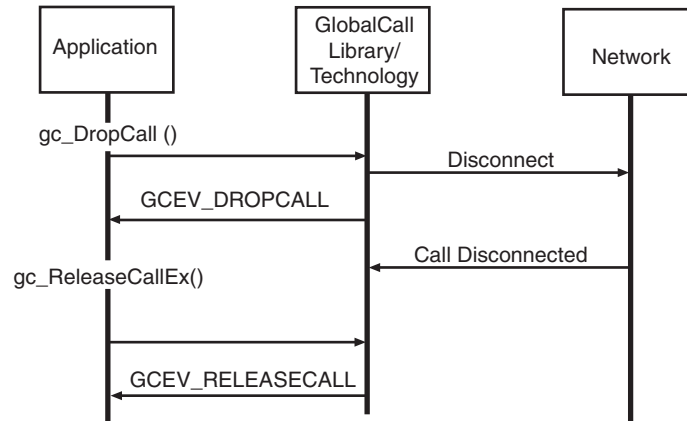 Application
GlobalCall
Library/
Technology
Network
gc_DropCall ()
Disconnect
GCEV_DROPCALL
Call Disconnected
gc_ReleaseCallEx()
GCEV_RELEASECALL